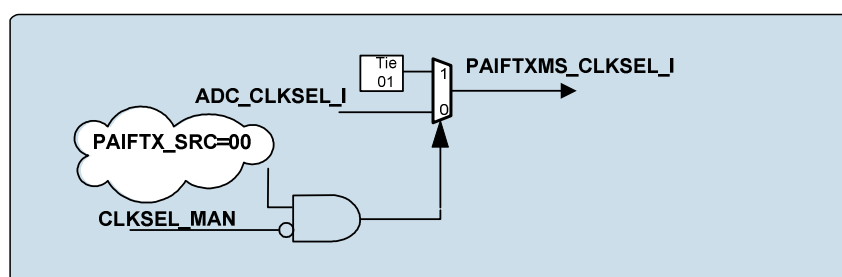 Tie
01
PAIFTXMS_CLKSEL_I
1
ADC_CLKSEL_I
0
PAIFTX_SRC=00
CLKSEL_MAN